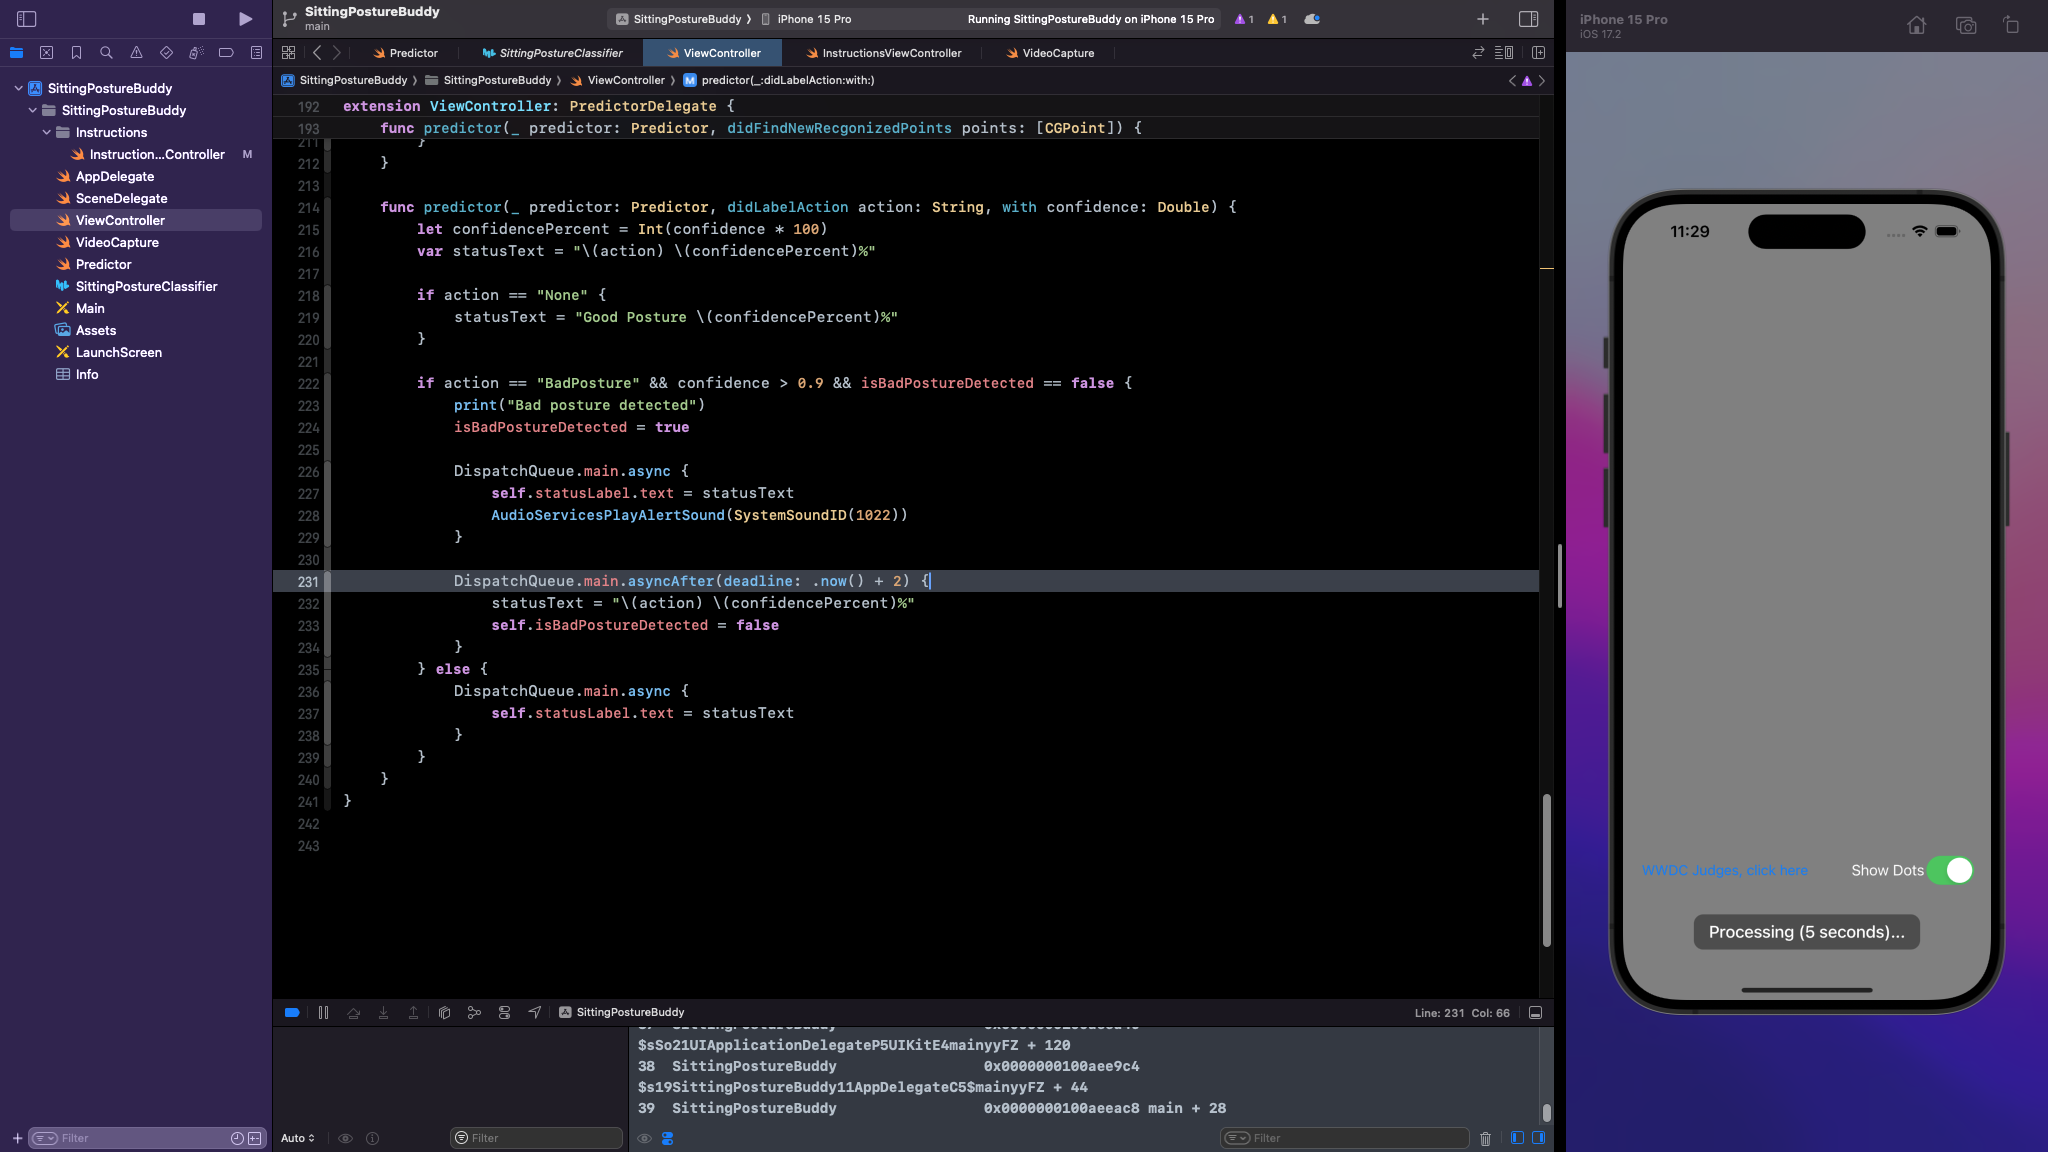 SittingPostureBuddy
main
SittingPostureBuddy
iPhone 15 Pro
Running SittingPostureBuddy on iPhone 15 Pro
1
1
iPhone 15 Pro
iOS 17.2
Predictor
SittingPostureClassifier
ViewController
InstructionsViewController
VideoCapture
SittingPostureBuddy
SittingPostureBuddy
ViewController
M predictor(_:didLabelAction:with:)
SittingPostureBuddy
SittingPostureBuddy
Instructions
Instruction...Controller M
AppDelegate
SceneDelegate
ViewController
VideoCapture
Predictor
SittingPostureClassifier
Main
Assets
LaunchScreen
Info
Filter
192 extension ViewController: PredictorDelegate {
193 func predictor(_ predictor: Predictor, didFindNewRecgonizedPoints points: [CGPoint]) {
211 }
212 }
213
214 func predictor(_ predictor: Predictor, didLabelAction action: String, with confidence: Double) {
215 let confidencePercent = Int(confidence * 100)
216 var statusText = "\(action) \(confidencePercent)%"
217
218 if action == "None" {
219 statusText = "Good Posture \(confidencePercent)%"
220 }
221
222 if action == "BadPosture" && confidence > 0.9 && isBadPostureDetected == false {
223 print("Bad posture detected")
224 isBadPostureDetected = true
225
226 DispatchQueue.main.async {
227 self.statusLabel.text = statusText
228 AudioServicesPlayAlertSound(SystemSoundID(1022))
229 }
230
231 DispatchQueue.main.asyncAfter(deadline: .now() + 2) {
232 statusText = "\(action) \(confidencePercent)%"
233 self.isBadPostureDetected = false
234 }
235 } else {
236 DispatchQueue.main.async {
237 self.statusLabel.text = statusText
238 }
239 }
240 }
241 }
242
243
SittingPostureBuddy
Line: 231 Col: 66
$sSo21UIApplicationDelegateP5UIKitE4mainyyFZ + 120
38 SittingPostureBuddy 0x0000000100aee9c4
$s19SittingPostureBuddy11AppDelegateC5$mainyyFZ + 44
39 SittingPostureBuddy 0x0000000100aeeac8 main + 28
Auto
Filter
Filter
11:29
WWDC Judges, click here
Show Dots
Processing (5 seconds)...